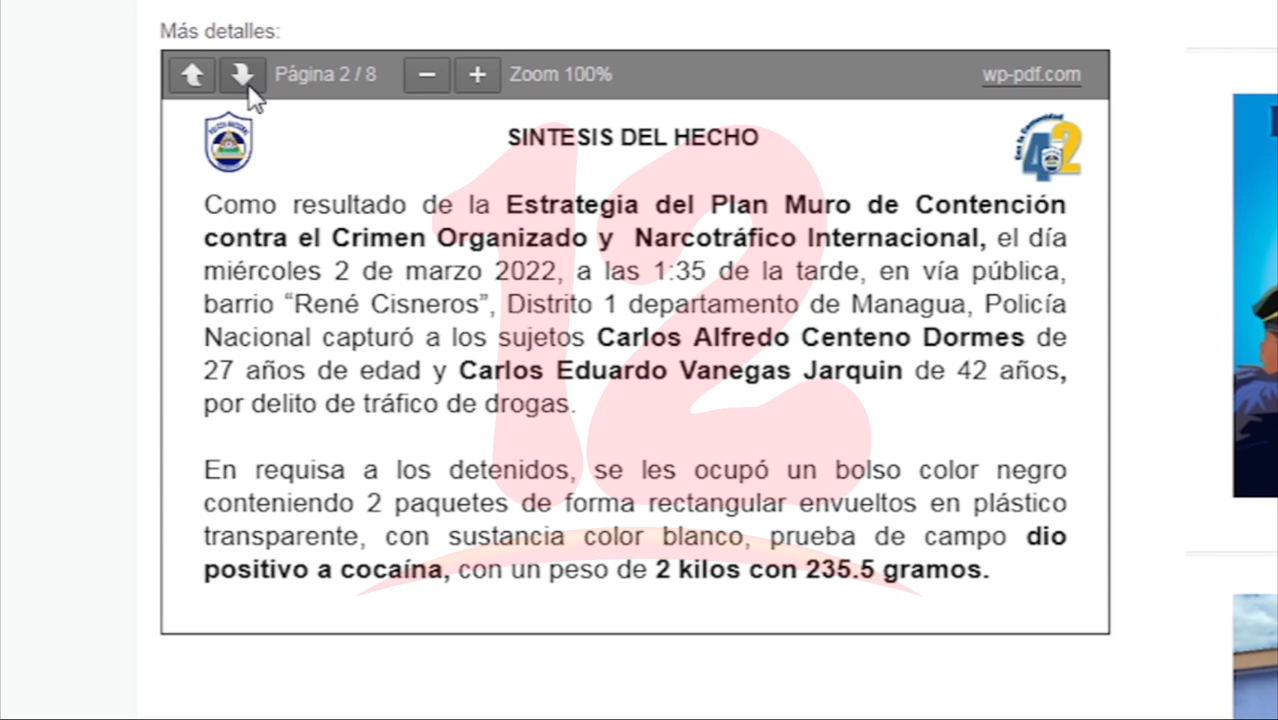 Más detalles:
Página 2 / 8
Zoom 100%
wp-pdf.com
SINTESIS DEL HECHO
42
Como resultado de la Estrategia del Plan Muro de Contención
contra el Crimen Organizado y Narcotráfico Internacional, el día
miércoles 2 de marzo 2022, a las 1:35 de la tarde, en vía pública,
barrio “René Cisneros”, Distrito 1 departamento de Managua, Policía
Nacional capturó a los sujetos Carlos Alfredo Centeno Dormes de
27 años de edad y Carlos Eduardo Vanegas Jarquin de 42 años,
por delito de tráfico de drogas.
En requisa a los detenidos, se les ocupó un bolso color negro
conteniendo 2 paquetes de forma rectangular envueltos en plástico
transparente, con sustancia color blanco, prueba de campo dio
positivo a cocaína, con un peso de 2 kilos con 235.5 gramos.
12